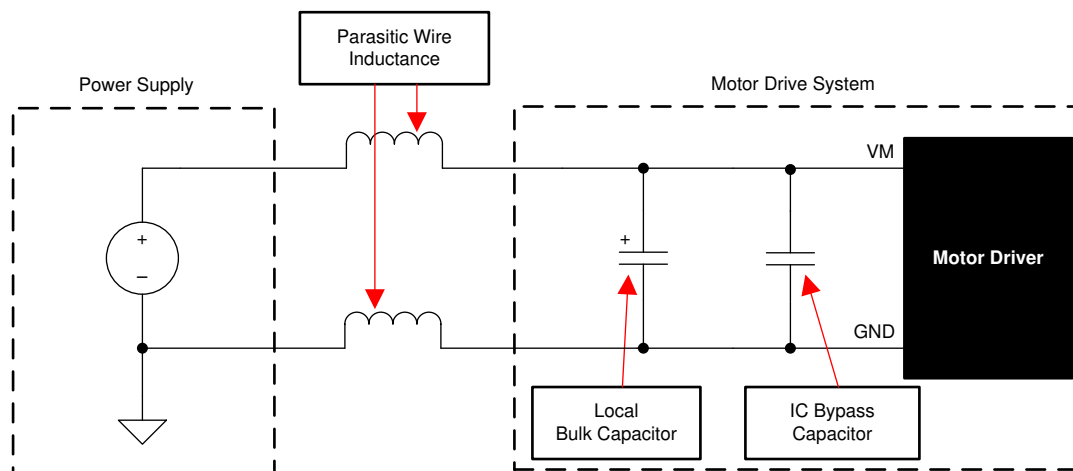 Parasitic Wire
Inductance
Power Supply
Motor Drive System
VM
+
–
+
Motor Driver
GND
Local
Bulk Capacitor
IC Bypass
Capacitor